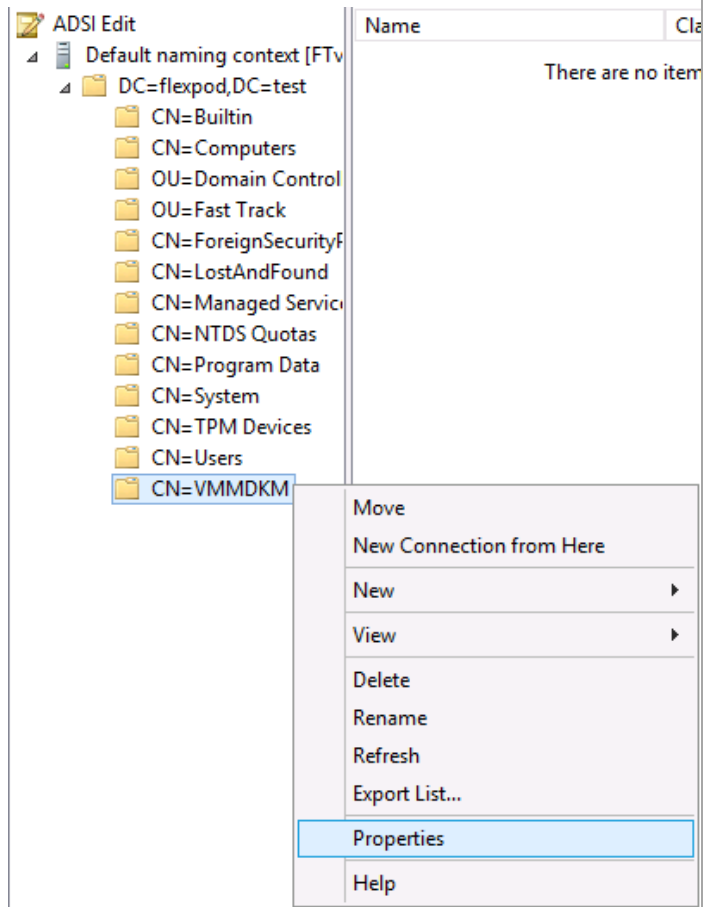 ADSI Edit
Name Cla
Default naming context [FTv
There are no item
DC=flexpod,DC=test
CN=Builtin
CN=Computers
OU=Domain Control
OU=Fast Track
CN=ForeignSecurityP
CN=LostAndFound
CN=Managed Servic
CN=NTDS Quotas
CN=Program Data
CN=System
CN=TPM Devices
CN=Users
CN=VMMDKM
Move
New Connection from Here
New
View
Delete
Rename
Refresh
Export List...
Properties
Help